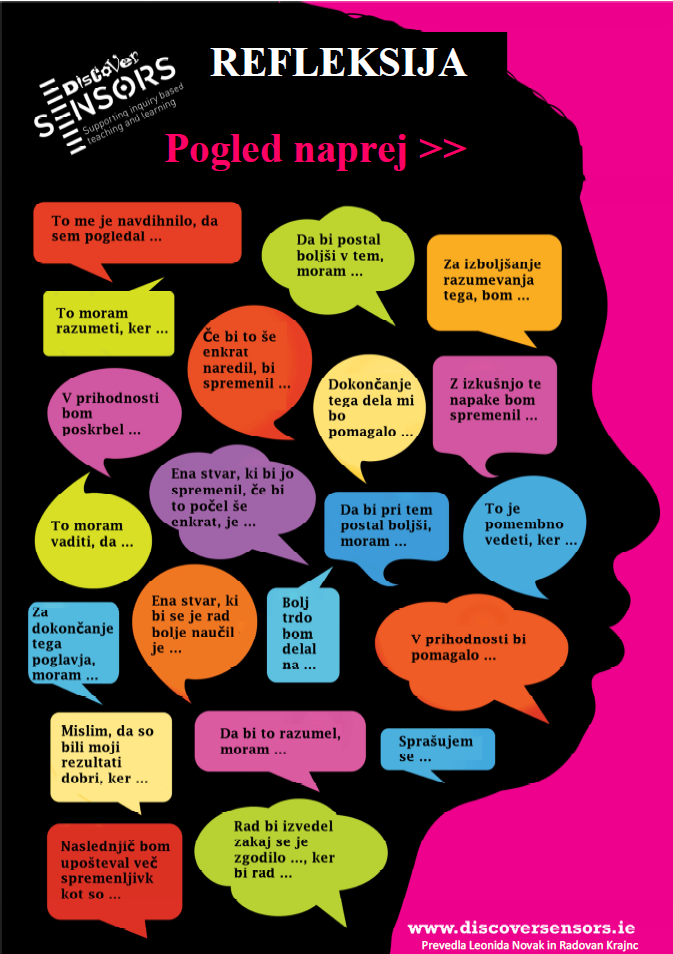 Discover
SENSORS
Supporting inquiry based
teaching and learning
REFLEKSIJA
Pogled naprej >>
To me je navdihnilo, da
sem pogledal ...
Da bi postal
boljši v tem,
moram ...
Za izboljšanje
razumevanja
tega, bom ...
To moram
razumeti, ker ...
Če bi to še
enkrat
naredil, bi
spremenil ...
Dokončanje
tega dela mi
bo
pomagalo ...
Z izkušnjo te
napake bom
spremenil ...
V prihodnosti
bom
poskrbel ...
Ena stvar, ki bi jo
spremenil, če bi
to počel še
enkrat, je ...
Da bi pri tem
postal boljši,
moram ...
To je
pomembno
vedeti, ker ...
To moram
vaditi, da ...
Za
dokončanje
tega
poglavja,
moram ...
Ena stvar, ki
bi se je rad
bolje naučil
je ...
Bolj
trdo
bom
delal
na ...
V prihodnosti bi
pomagalo ...
Mislim, da so
bili moji
rezultati
dobri, ker ...
Da bi to razumel,
moram ...
Sprašujem
se ...
Naslednjič bom
upošteval več
spremenljivk
kot so ...
Rad bi izvedel
zakaj se je
zgodilo ..., ker
bi rad ...
www.discoversensors.ie
Prevedla Leonida Novak in Radovan Krajnc